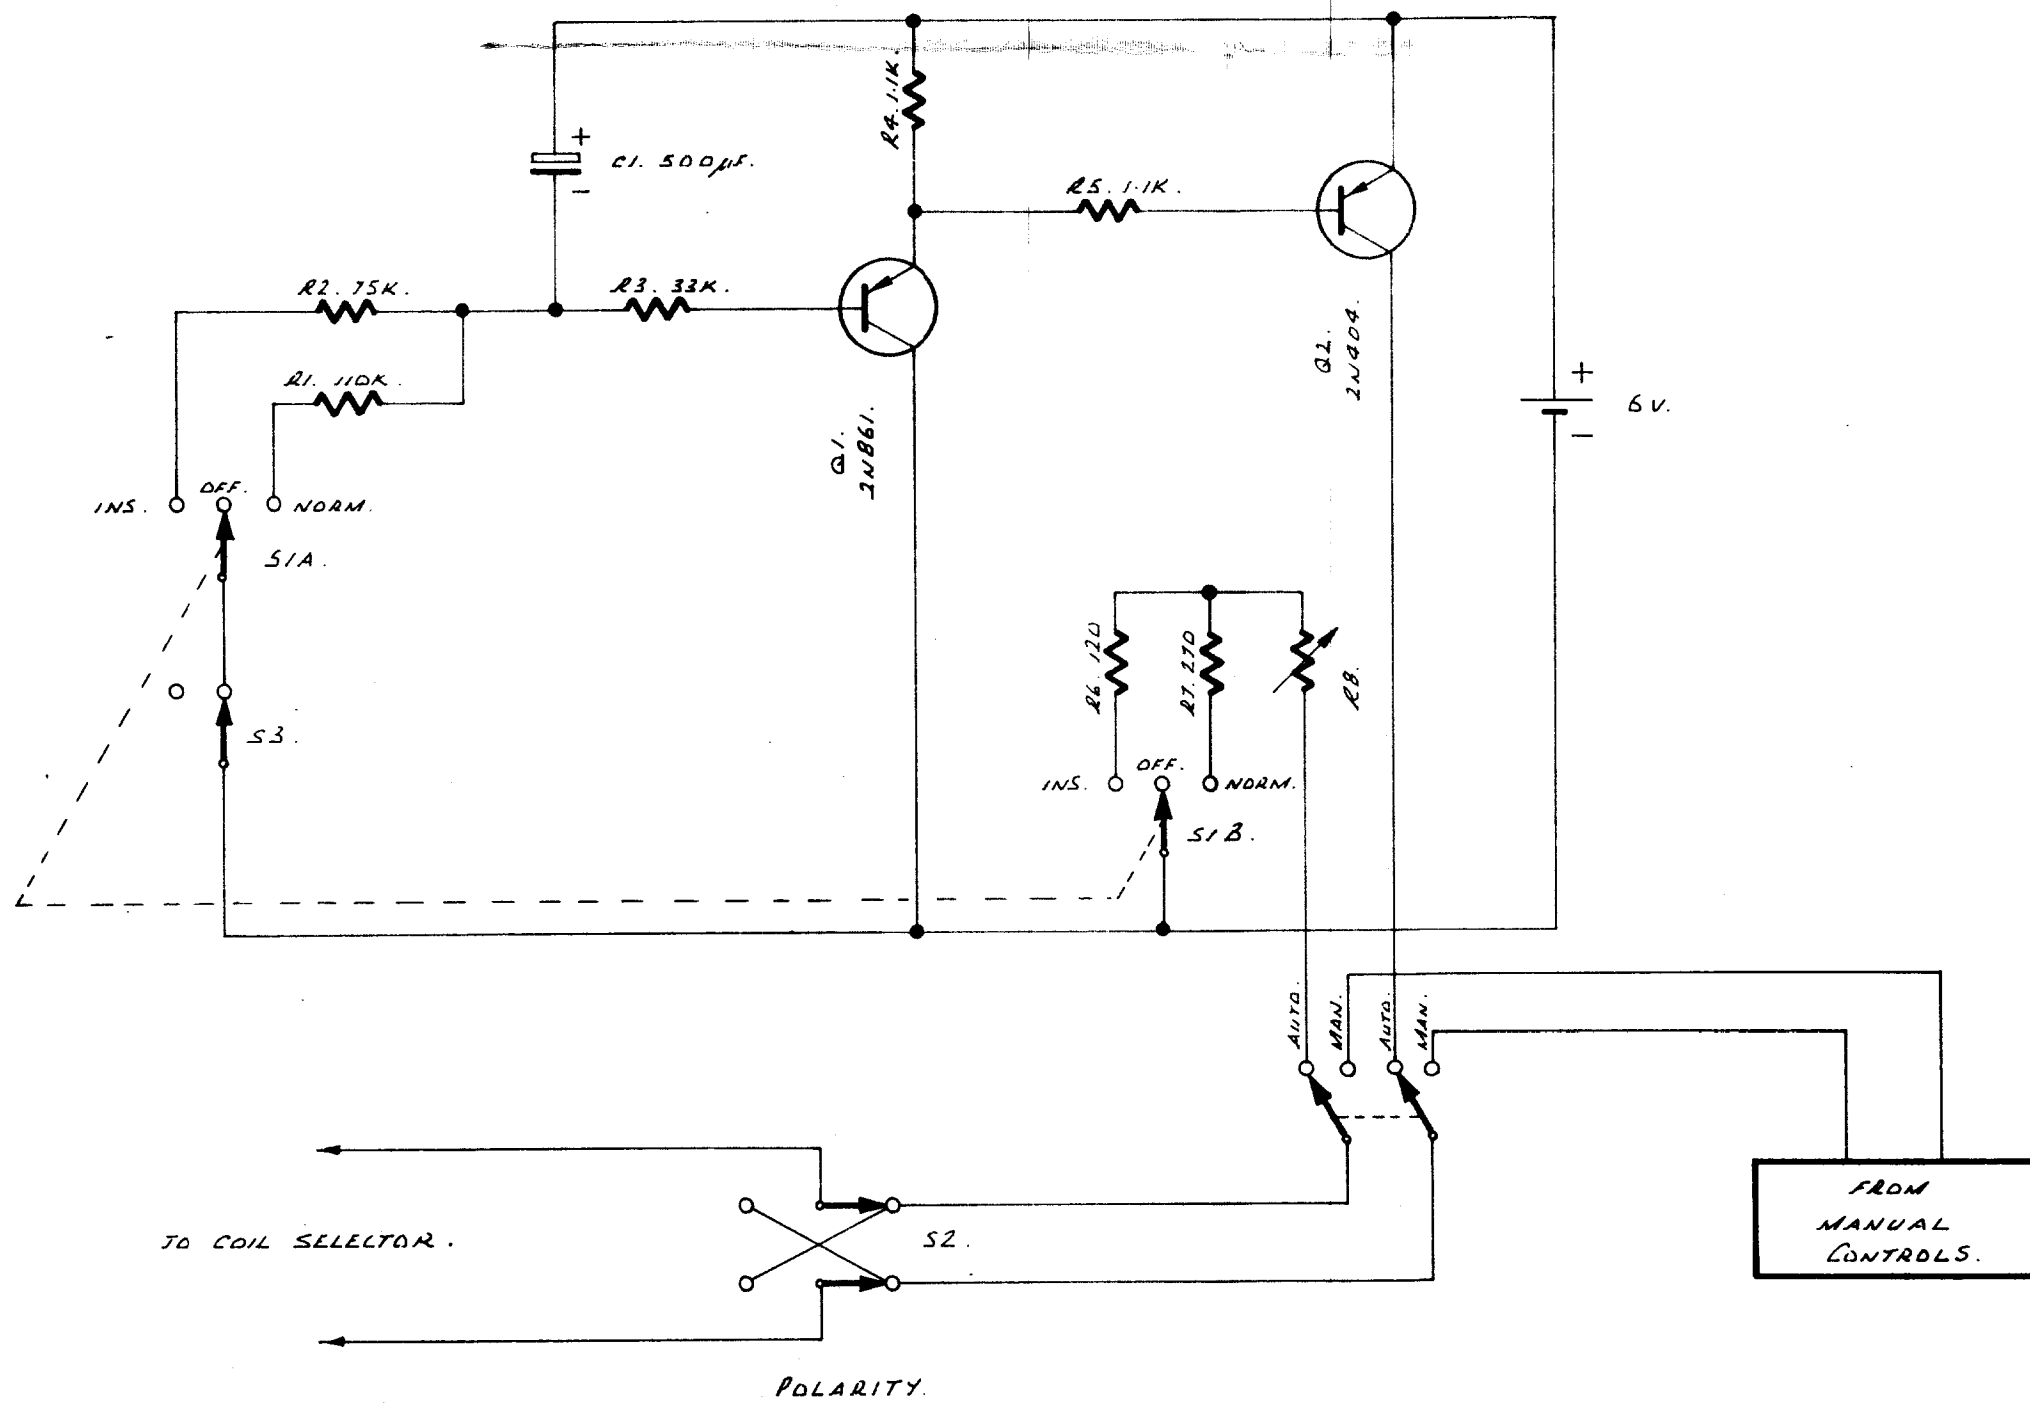 R4. 1.1K.
+
C1. 500µF.
−
R5. 1.1K.
R2. 75K.
R3. 33K.
R1. 110K.
Q2.
2N404.
+
6 V.
−
Q1.
2N861.
INS.
OFF.
NORM.
S1A.
S3.
R6. 120
R7. 270
R8.
INS.
OFF.
NORM.
S1B.
AUTO.
MAN.
AUTO.
MAN.
TO COIL SELECTOR.
S2.
FROM
MANUAL
CONTROLS.
POLARITY.